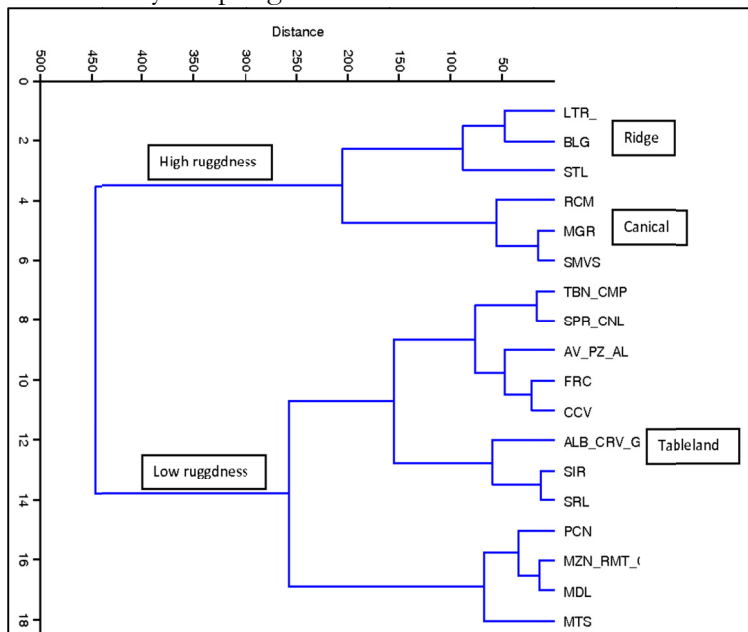 Distance
500 450 400 350 300 250 200 150 100 50
0
2
4
6
8
10
12
14
16
18
High ruggdness
Low ruggdness
LTR_
BLG
STL
RCM
MGR
SMVS
TBN_CMP
SPR_CNL
AV_PZ_AL
FRC
CCV
ALB_CRV_G
SIR
SRL
PCN
MZN_RMT_(
MDL
MTS
Ridge
Canical
Tableland